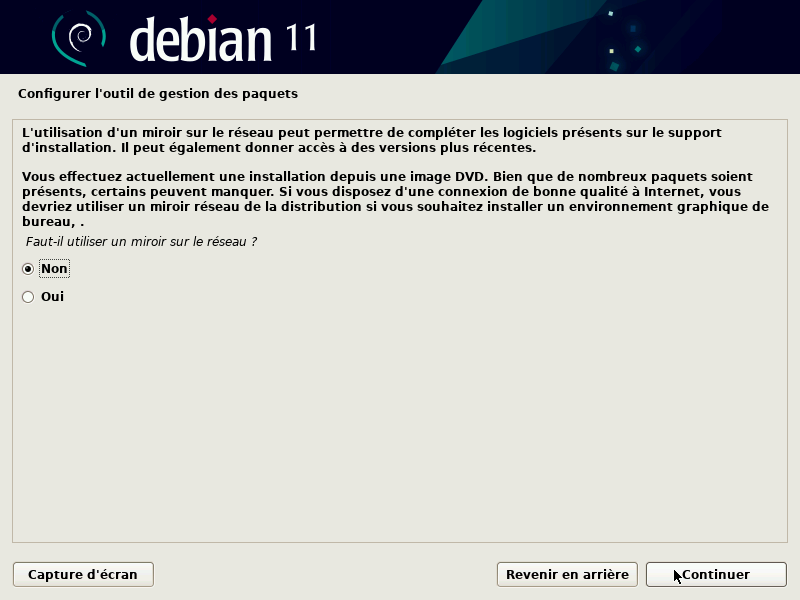 debian 11
Configurer l'outil de gestion des paquets
L'utilisation d'un miroir sur le réseau peut permettre de compléter les logiciels présents sur le support
d'installation. Il peut également donner accès à des versions plus récentes.
Vous effectuez actuellement une installation depuis une image DVD. Bien que de nombreux paquets soient
présents, certains peuvent manquer. Si vous disposez d'une connexion de bonne qualité à Internet, vous
devriez utiliser un miroir réseau de la distribution si vous souhaitez installer un environnement graphique de
bureau, .
Faut-il utiliser un miroir sur le réseau ?
Non
Oui
Capture d'écran Revenir en arrière Continuer